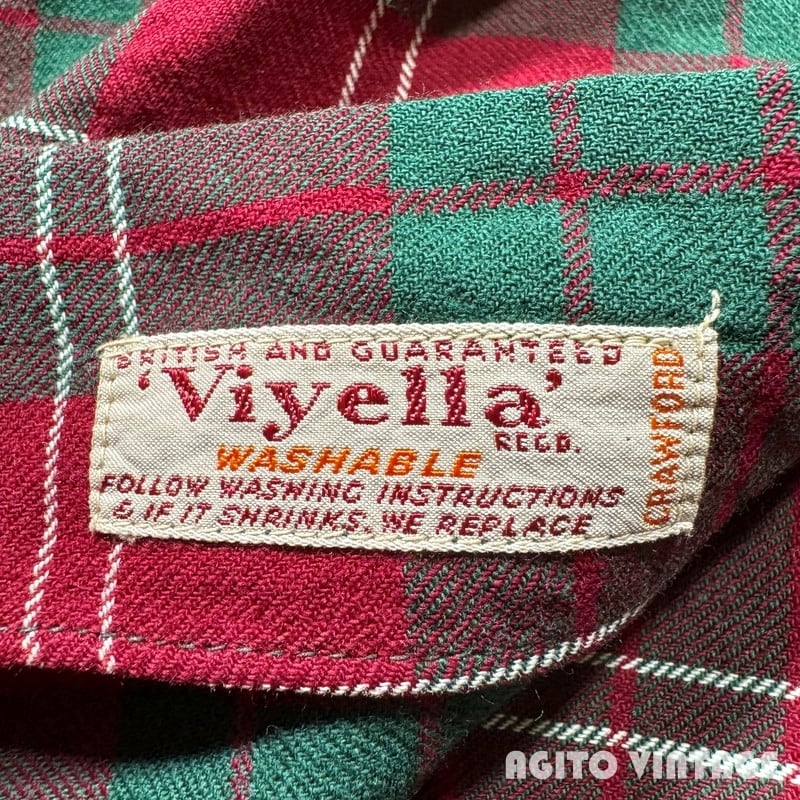 BRITISH AND GUARANTEED
'Viyella'
REGD.
WASHABLE
FOLLOW WASHING INSTRUCTIONS
& IF IT SHRINKS, WE REPLACE
CRAWFORD
AGITO VINTAGE